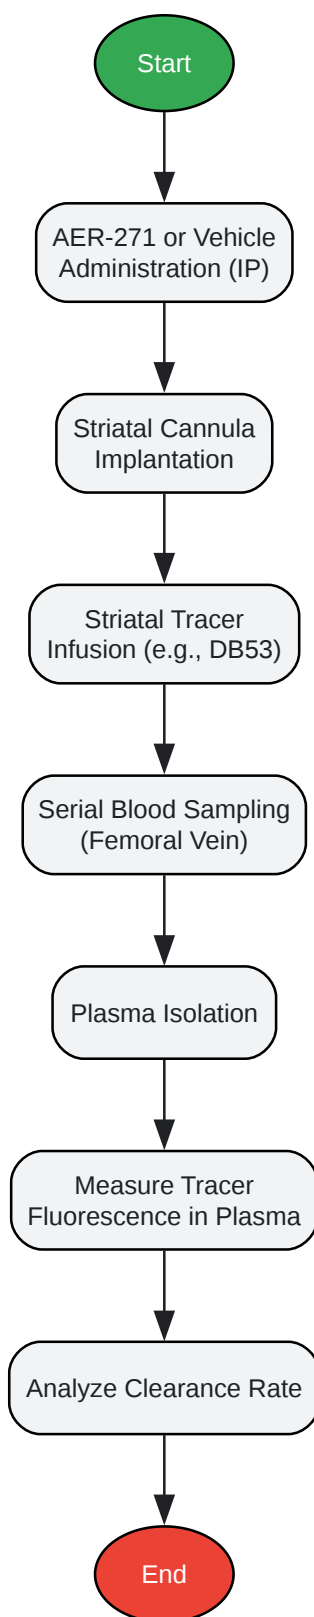 Start
AER-271 or Vehicle
Administration (IP)
Striatal Cannula
Implantation
Striatal Tracer
Infusion (e.g., DB53)
Serial Blood Sampling
(Femoral Vein)
Plasma Isolation
Measure Tracer
Fluorescence in Plasma
Analyze Clearance Rate
End